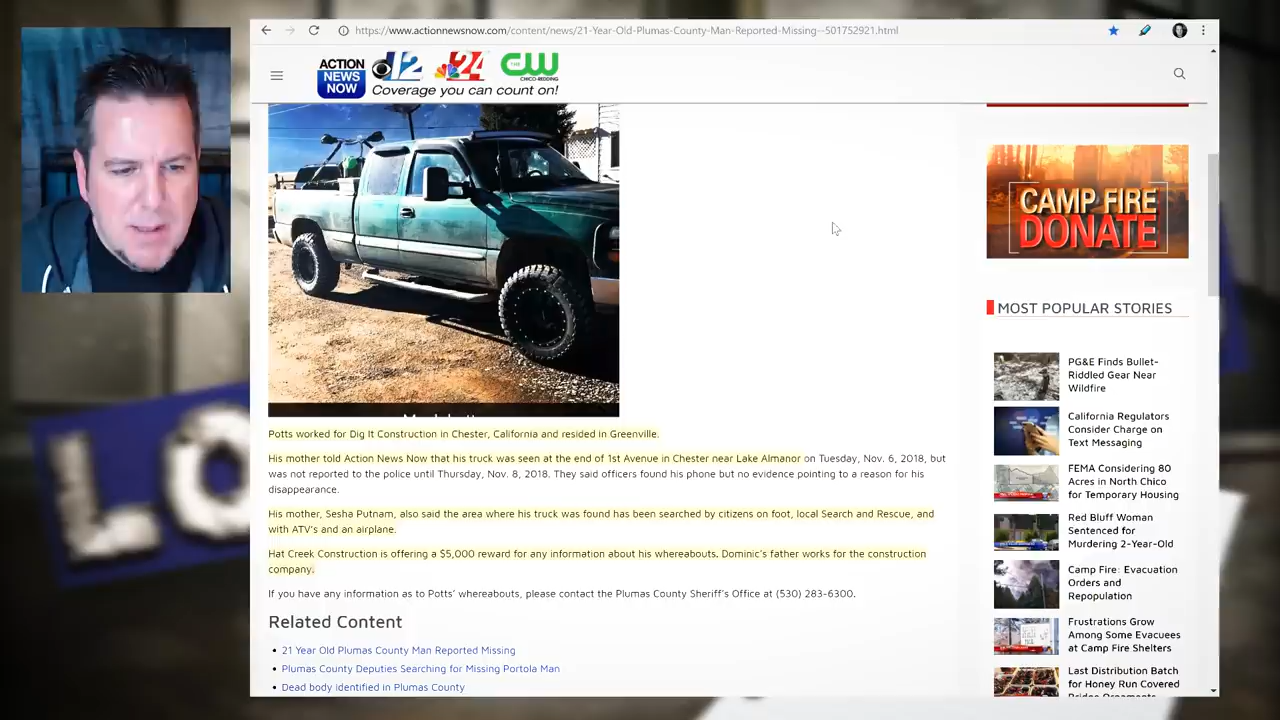 https://www.actionnewsnow.com/content/news/21-Year-Old-Plumas-County-Man-Reported-Missing--501752921.html
ACTION
NEWS
NOW
12
24
THE
CW
CHICO-REDDING
Coverage you can count on!
CAMP FIRE
DONATE
MOST POPULAR STORIES
PG&E Finds Bullet-
Riddled Gear Near
Wildfire
California Regulators
Consider Charge on
Text Messaging
FEMA Considering 80
Acres in North Chico
for Temporary Housing
Red Bluff Woman
Sentenced for
Murdering 2-Year-Old
Camp Fire: Evacuation
Orders and
Repopulation
Frustrations Grow
Among Some Evacuees
at Camp Fire Shelters
Last Distribution Batch
for Honey Run Covered
Bridge Ornaments
Potts worked for Dig It Construction in Chester, California and resided in Greenville.
His mother told Action News Now that his truck was seen at the end of 1st Avenue in Chester near Lake Almanor on Tuesday, Nov. 6, 2018, but
was not reported to the police until Thursday, Nov. 8, 2018. They said officers found his phone but no evidence pointing to a reason for his
disappearance.
His mother, Sesha Putnam, also said the area where his truck was found has been searched by citizens on foot, local Search and Rescue, and
with ATV's and an airplane.
Hat Creek Construction is offering a $5,000 reward for any information about his whereabouts. Dominic's father works for the construction
company.
If you have any information as to Potts' whereabouts, please contact the Plumas County Sheriff's Office at (530) 283-6300.
Related Content
21 Year Old Plumas County Man Reported Missing
Plumas County Deputies Searching for Missing Portola Man
Dead body identified in Plumas County
LO